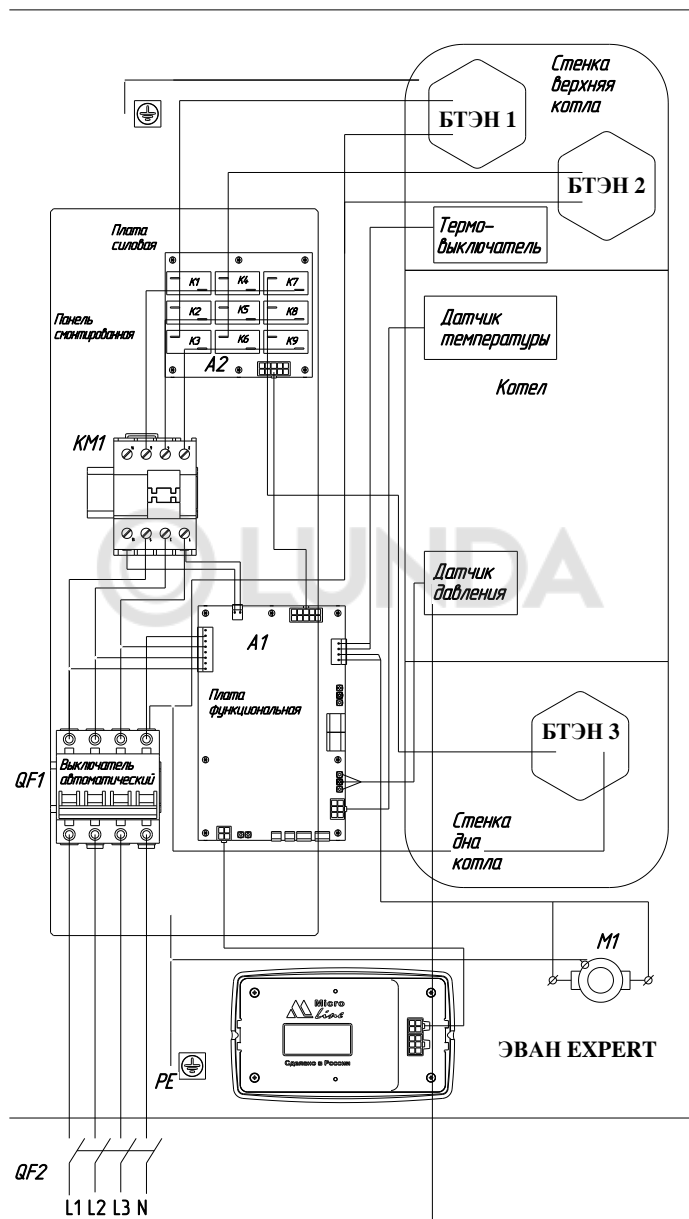 Стенка
верхняя
котла
БТЭН 1
БТЭН 2
Термо-
выключатель
Плата
силовая
K1 K4 K7
K2 K5 K8
K3 K6 K9
A2
Панель
смонтированная
Датчик
температуры
Котел
KM1
© LUNDA
Датчик
давления
A1
Плата
функциональная
БТЭН 3
QF1
Выключатель
автоматический
Стенка
дна
котла
M1
Micro
Line
Сделано в России
ЭВАН EXPERT
PE
QF2
L1 L2 L3 N